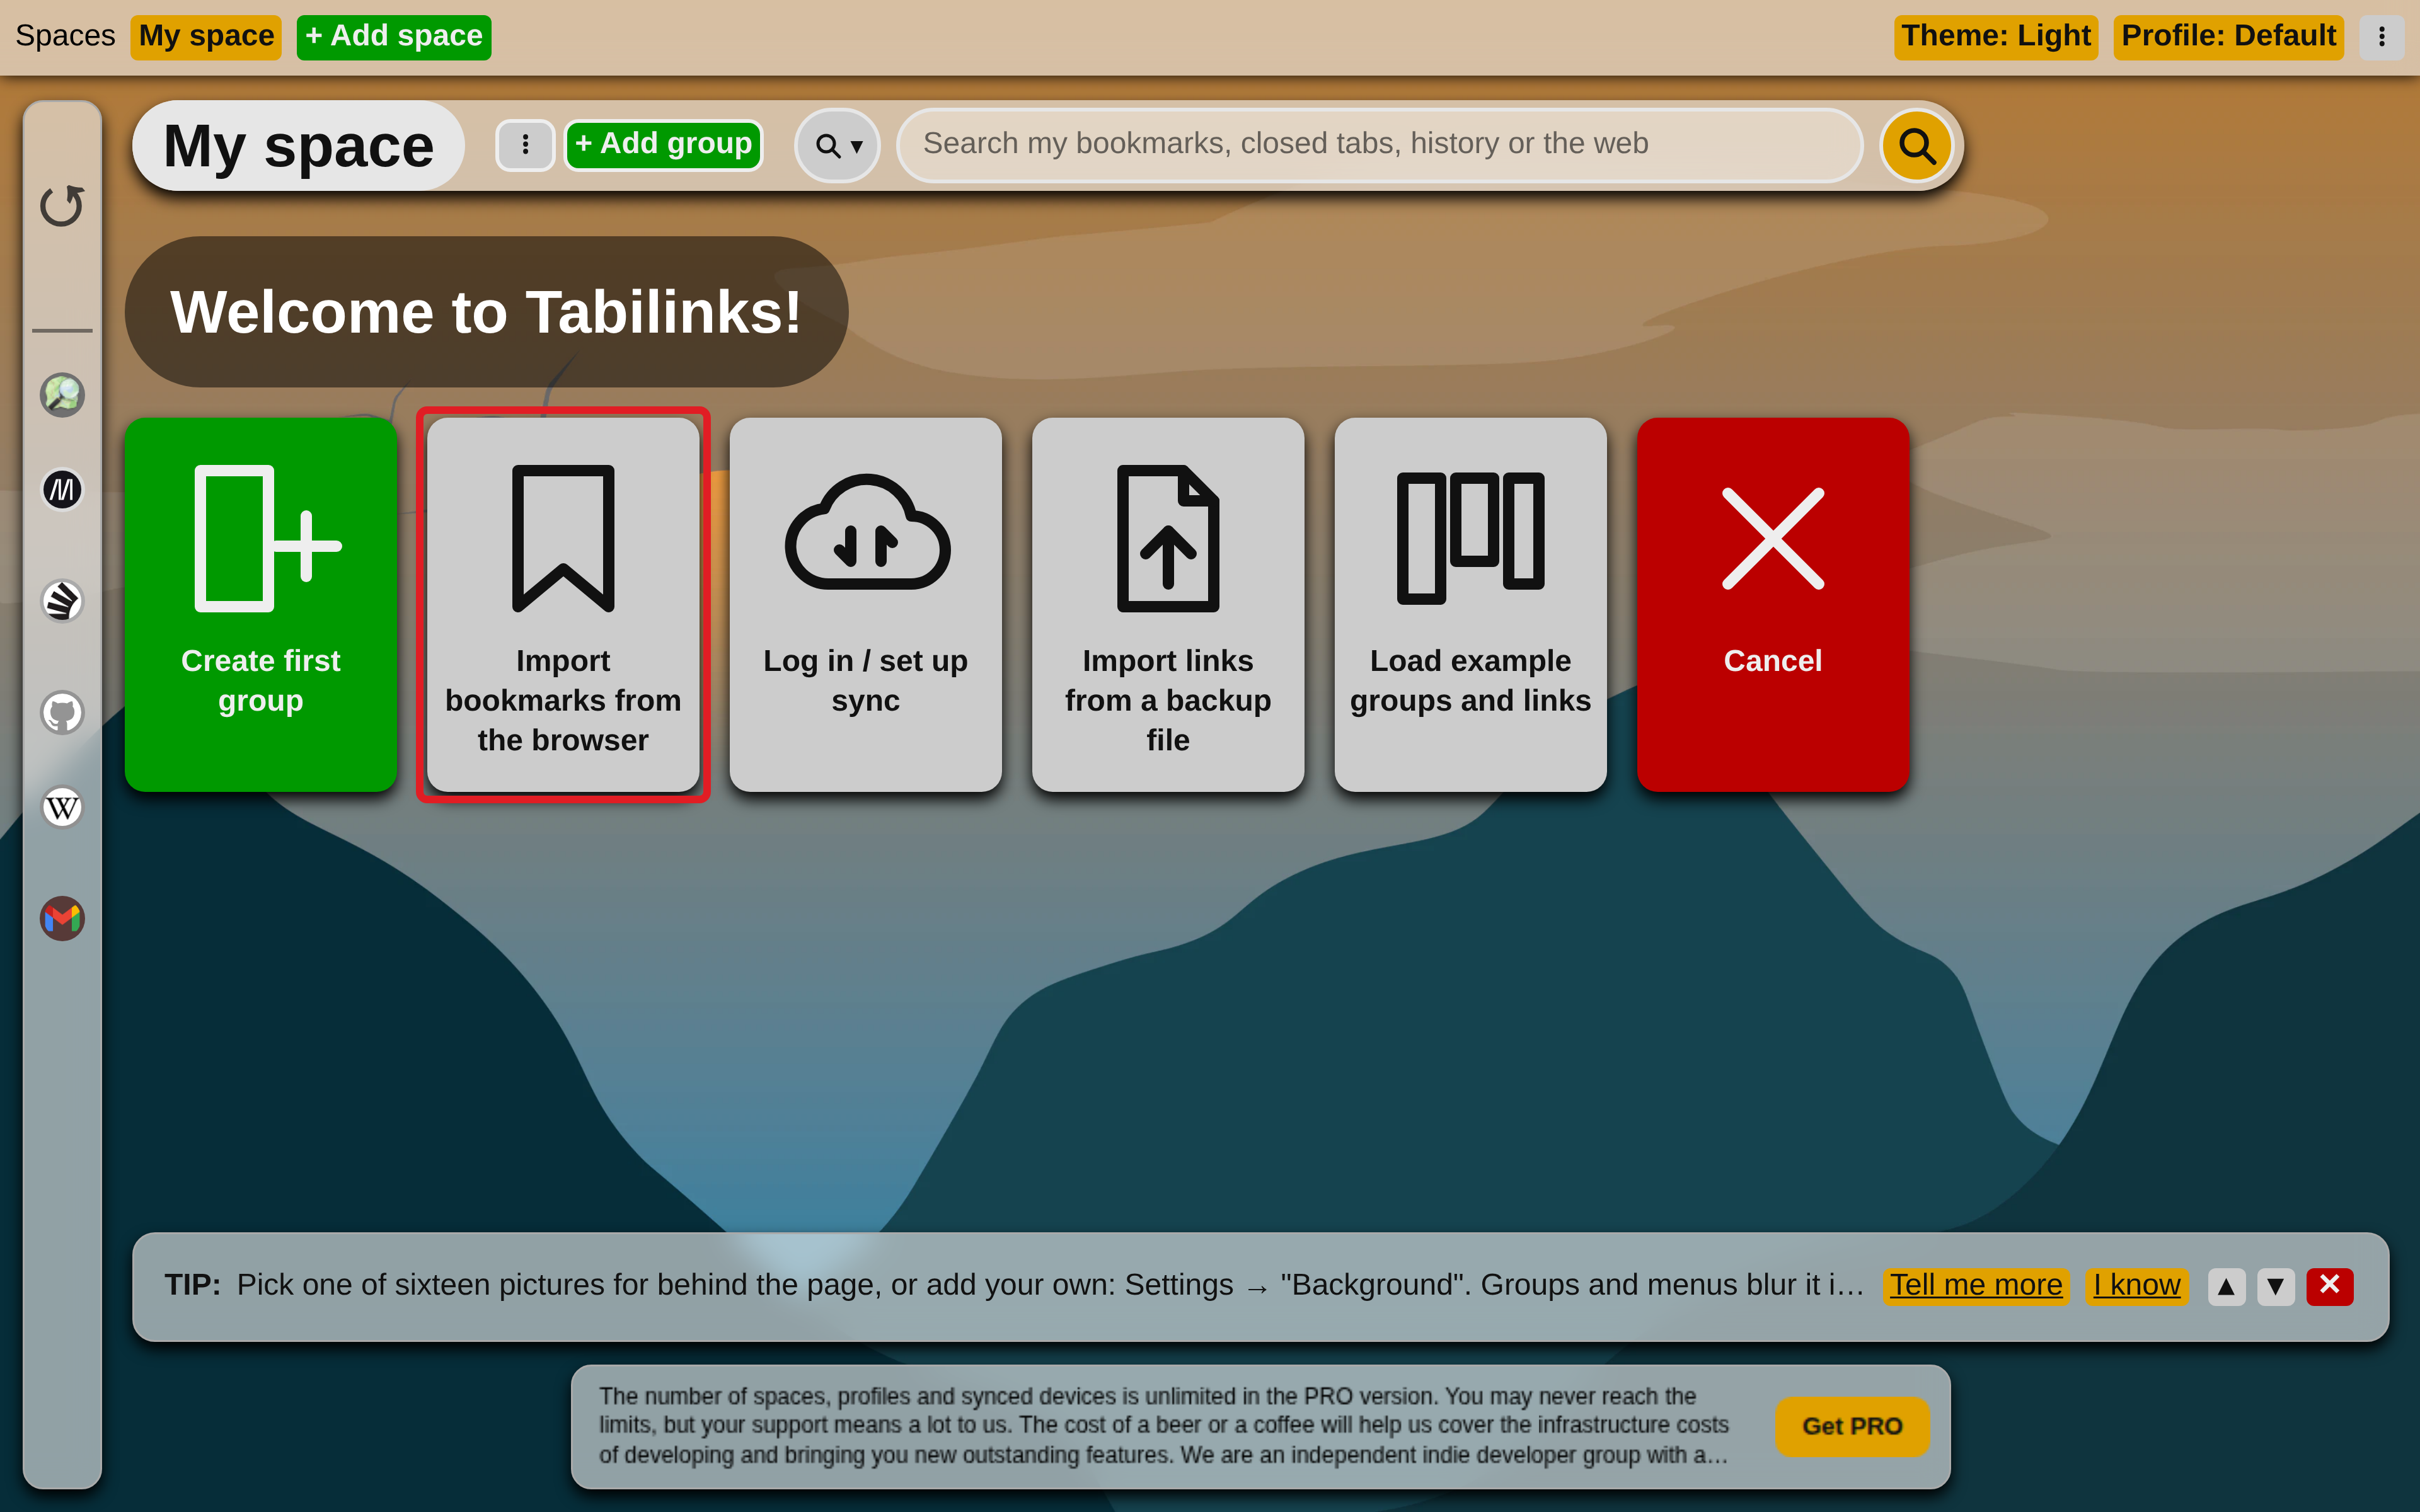 Spaces My space + Add space Theme: Light Profile: Default
My space + Add group Search my bookmarks, closed tabs, history or the web
Welcome to Tabilinks!
Create first
group
Import
bookmarks from
the browser
Log in / set up
sync
Import links
from a backup
file
Load example
groups and links
Cancel
W
TIP: Pick one of sixteen pictures for behind the page, or add your own: Settings → "Background". Groups and menus blur it i… Tell me more I know
The number of spaces, profiles and synced devices is unlimited in the PRO version. You may never reach the
limits, but your support means a lot to us. The cost of a beer or a coffee will help us cover the infrastructure costs
of developing and bringing you new outstanding features. We are an independent indie developer group with a…
Get PRO